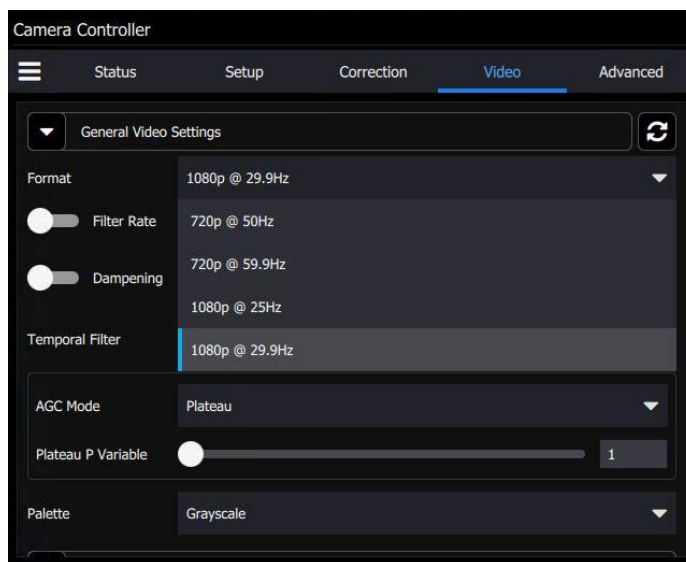 Camera Controller
Status Setup Correction Video Advanced
General Video Settings
Format 1080p @ 29.9Hz
Filter Rate 720p @ 50Hz
720p @ 59.9Hz
Dampening
1080p @ 25Hz
Temporal Filter 1080p @ 29.9Hz
AGC Mode Plateau
Plateau P Variable 1
Palette Grayscale